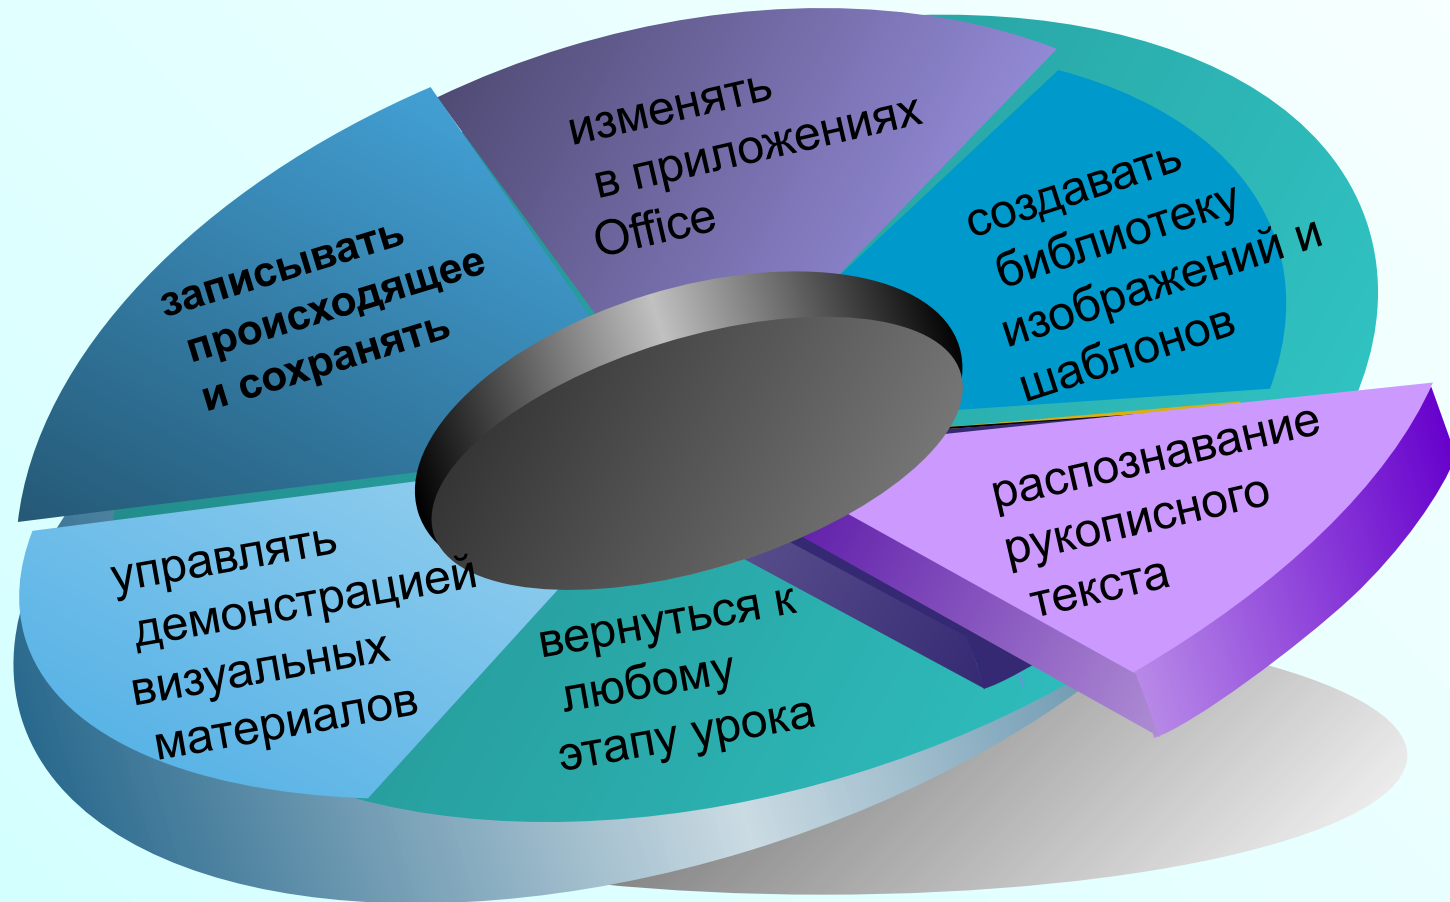 изменять
в приложениях
Office
создавать
библиотеку
изображений и
шаблонов
записывать
происходящее
и сохранять
распознавание
рукописного
текста
управлять
демонстрацией
визуальных
материалов
вернуться к
любому
этапу урока